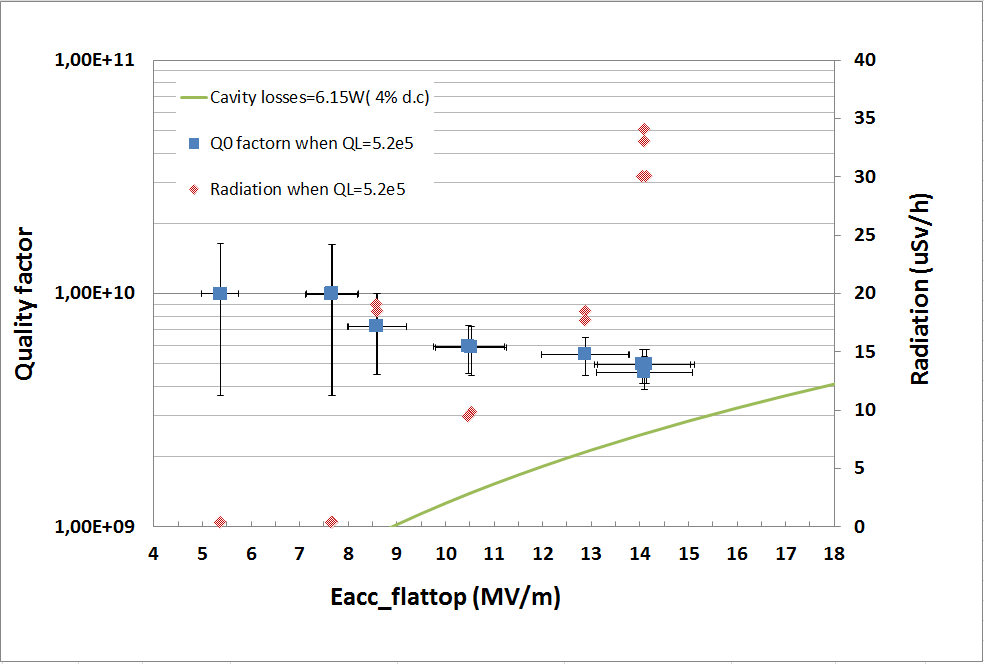 1,00E+11
1,00E+10
1,00E+09
Quality factor
Cavity losses=6.15W( 4% d.c)
Q0 factorn when QL=5.2e5
Radiation when QL=5.2e5
40
35
30
25
20
15
10
5
0
Radiation (uSv/h)
4 5 6 7 8 9 10 11 12 13 14 15 16 17 18
Eacc_flattop (MV/m)